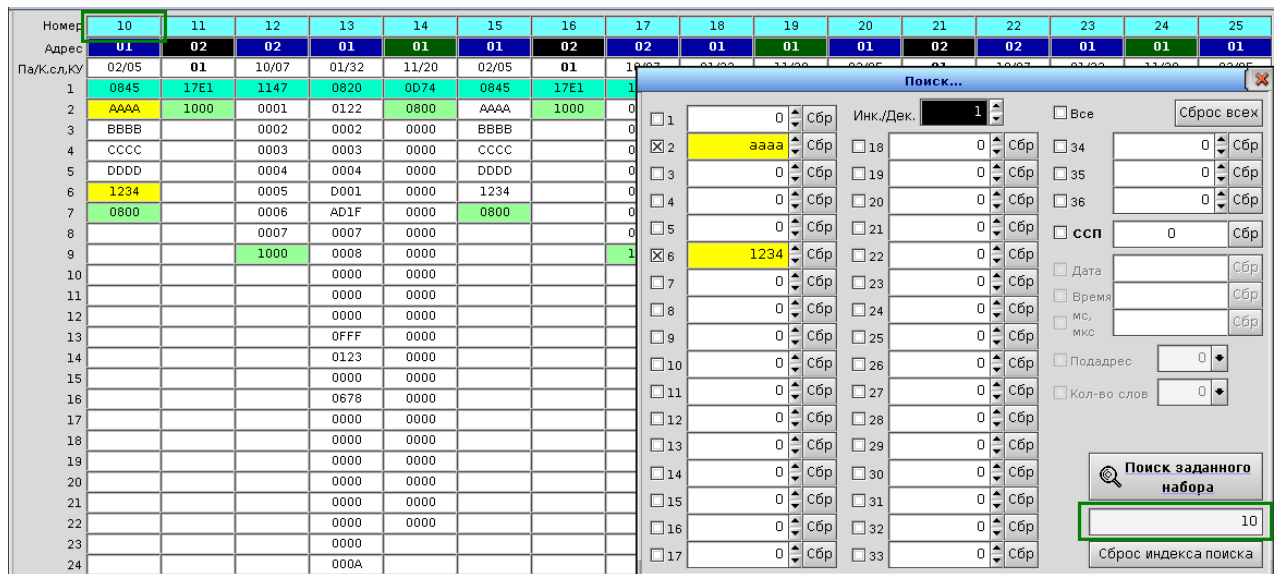 Номер 10 11 12 13 14 15 16 17 18 19 20 21 22 23 24 25
Адрес 01 02 02 01 01 01 02 02 01 01 01 02 02 01 01 01
Па/К.сл,КУ 02/05 01 10/07 01/32 11/20 02/05 01
1 0845 17E1 1147 0820 0D74 0845 17E1 1
2 AAAA 1000 0001 0122 0800 AAAA 1000 0
3 BBBB 0002 0002 0000 BBBB 0
4 CCCC 0003 0003 0000 CCCC 0
5 DDDD 0004 0004 0000 DDDD 0
6 1234 0005 D001 0000 1234 0
7 0800 0006 AD1F 0000 0800 0
8 0007 0007 0000 0
9 1000 0008 0000 1
10 0000 0000
11 0000 0000
12 0000 0000
13 0FFF 0000
14 0123 0000
15 0000 0000
16 0678 0000
17 0000 0000
18 0000 0000
19 0000 0000
20 0000 0000
21 0000 0000
22 0000 0000
23 0000
24 000A
Поиск...
1 0 Сбр Инк./Дек. 1 Все Сброс всех
2 aaaa Сбр 18 0 Сбр 34 0 Сбр
3 0 Сбр 19 0 Сбр 35 0 Сбр
4 0 Сбр 20 0 Сбр 36 0 Сбр
5 0 Сбр 21 0 Сбр ССП 0 Сбр
6 1234 Сбр 22 0 Сбр Дата Сбр
7 0 Сбр 23 0 Сбр Время Сбр
8 0 Сбр 24 0 Сбр мс, мкс Сбр
9 0 Сбр 25 0 Сбр
10 0 Сбр 26 0 Сбр Подадрес 0
11 0 Сбр 27 0 Сбр Кол-во слов 0
12 0 Сбр 28 0 Сбр
13 0 Сбр 29 0 Сбр
14 0 Сбр 30 0 Сбр Поиск заданного
набора
15 0 Сбр 31 0 Сбр
16 0 Сбр 32 0 Сбр 10
17 0 Сбр 33 0 Сбр Сброс индекса поиска